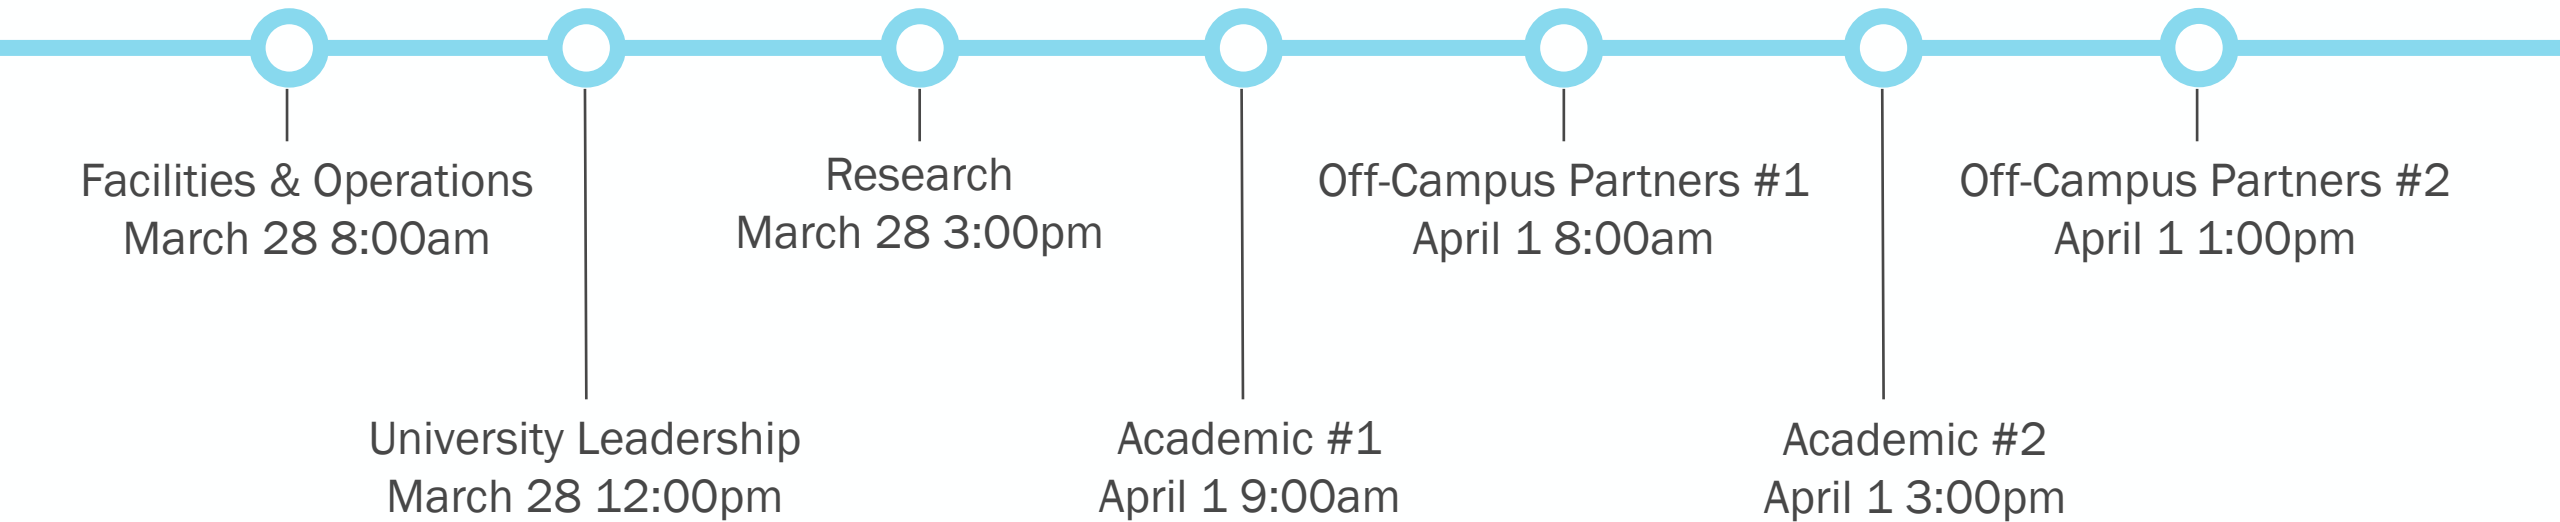 Facilities & Operations
March 28 8:00am
University Leadership
March 28 12:00pm
Research
March 28 3:00pm
Academic #1
April 1 9:00am
Off-Campus Partners #1
April 1 8:00am
Academic #2
April 1 3:00pm
Off-Campus Partners #2
April 1 1:00pm